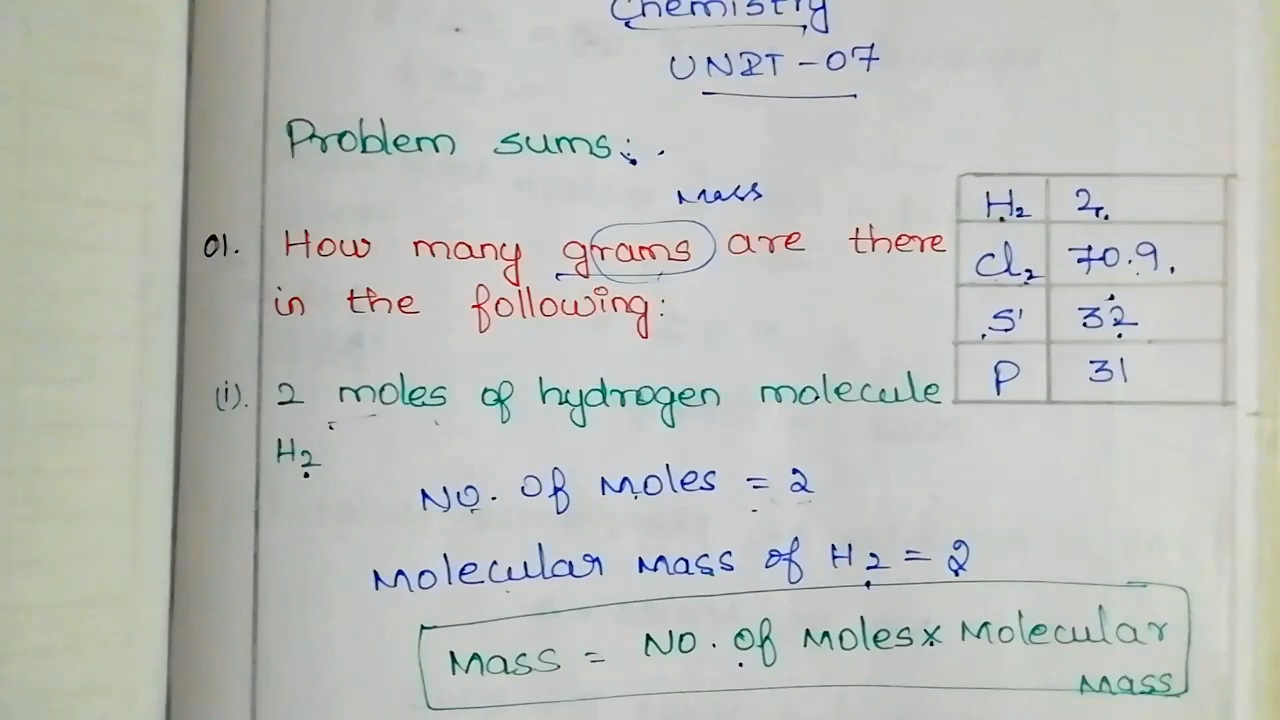 Chemistry
UNIT - 07
Problem sums:
Mass
01. How many grams are there
in the following:
H₂ 2
Cl₂ 70.9
S 32
P 31
(i). 2 moles of hydrogen molecule
H₂
NO. of moles = 2
Molecular mass of H₂ = 2
Mass = NO. of Moles x Molecular
Mass